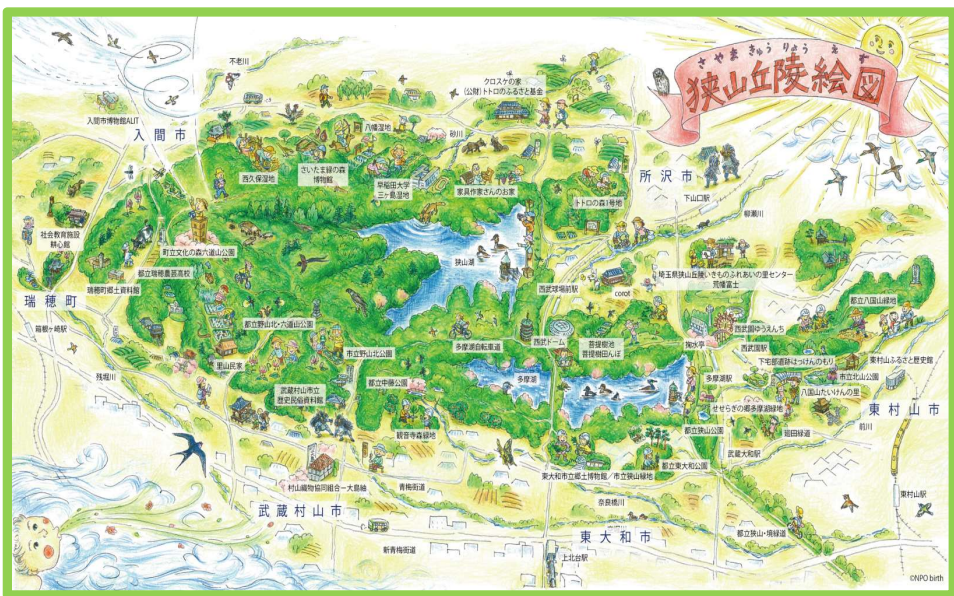 さやまきゅうりょうえず
狭山丘陵絵図
不老川
クロスケの家
(公財)トトロのふるさと基金
入間市博物館ALIT
入間市
八幡湿地
砂川
西久保湿地
さいたま緑の森
博物館
早稲田大学
三ヶ島湿地
家具作家さんのお家
トトロの森1号地
所沢市
下山口駅
柳瀬川
社会教育施設
耕心館
町立文化の森六道山公園
狭山湖
都立瑞穂農芸高校
瑞穂町郷土資料館
瑞穂町
西武球場前駅
corot
埼玉県狭山丘陵いきものふれあいの里センター
荒幡富士
都立八国山緑地
箱根ヶ崎駅
都立野山北・六道山公園
市立野山北公園
多摩湖自転車道
西武ドーム
菩提樹池
菩提樹田んぼ
掬水亭
西武園ゆうえんち
西武園駅
下宅部遺跡はっけんのもり
東村山ふるさと歴史館
里山民家
残堀川
武蔵村山市立
歴史民俗資料館
都立中藤公園
多摩湖
多摩湖駅
市立北山公園
八国山たいけんの里
東村山市
せせらぎの郷多摩湖緑地
都立狭山公園
廻田緑道
前川
観音寺森緑地
武蔵大和駅
都立東大和公園
東大和市立郷土博物館/市立狭山緑地
村山織物協同組合ー大島紬
青梅街道
武蔵村山市
奈良橋川
東村山駅
東大和市
都立狭山・境緑道
新青梅街道
上北台駅
©NPO birth